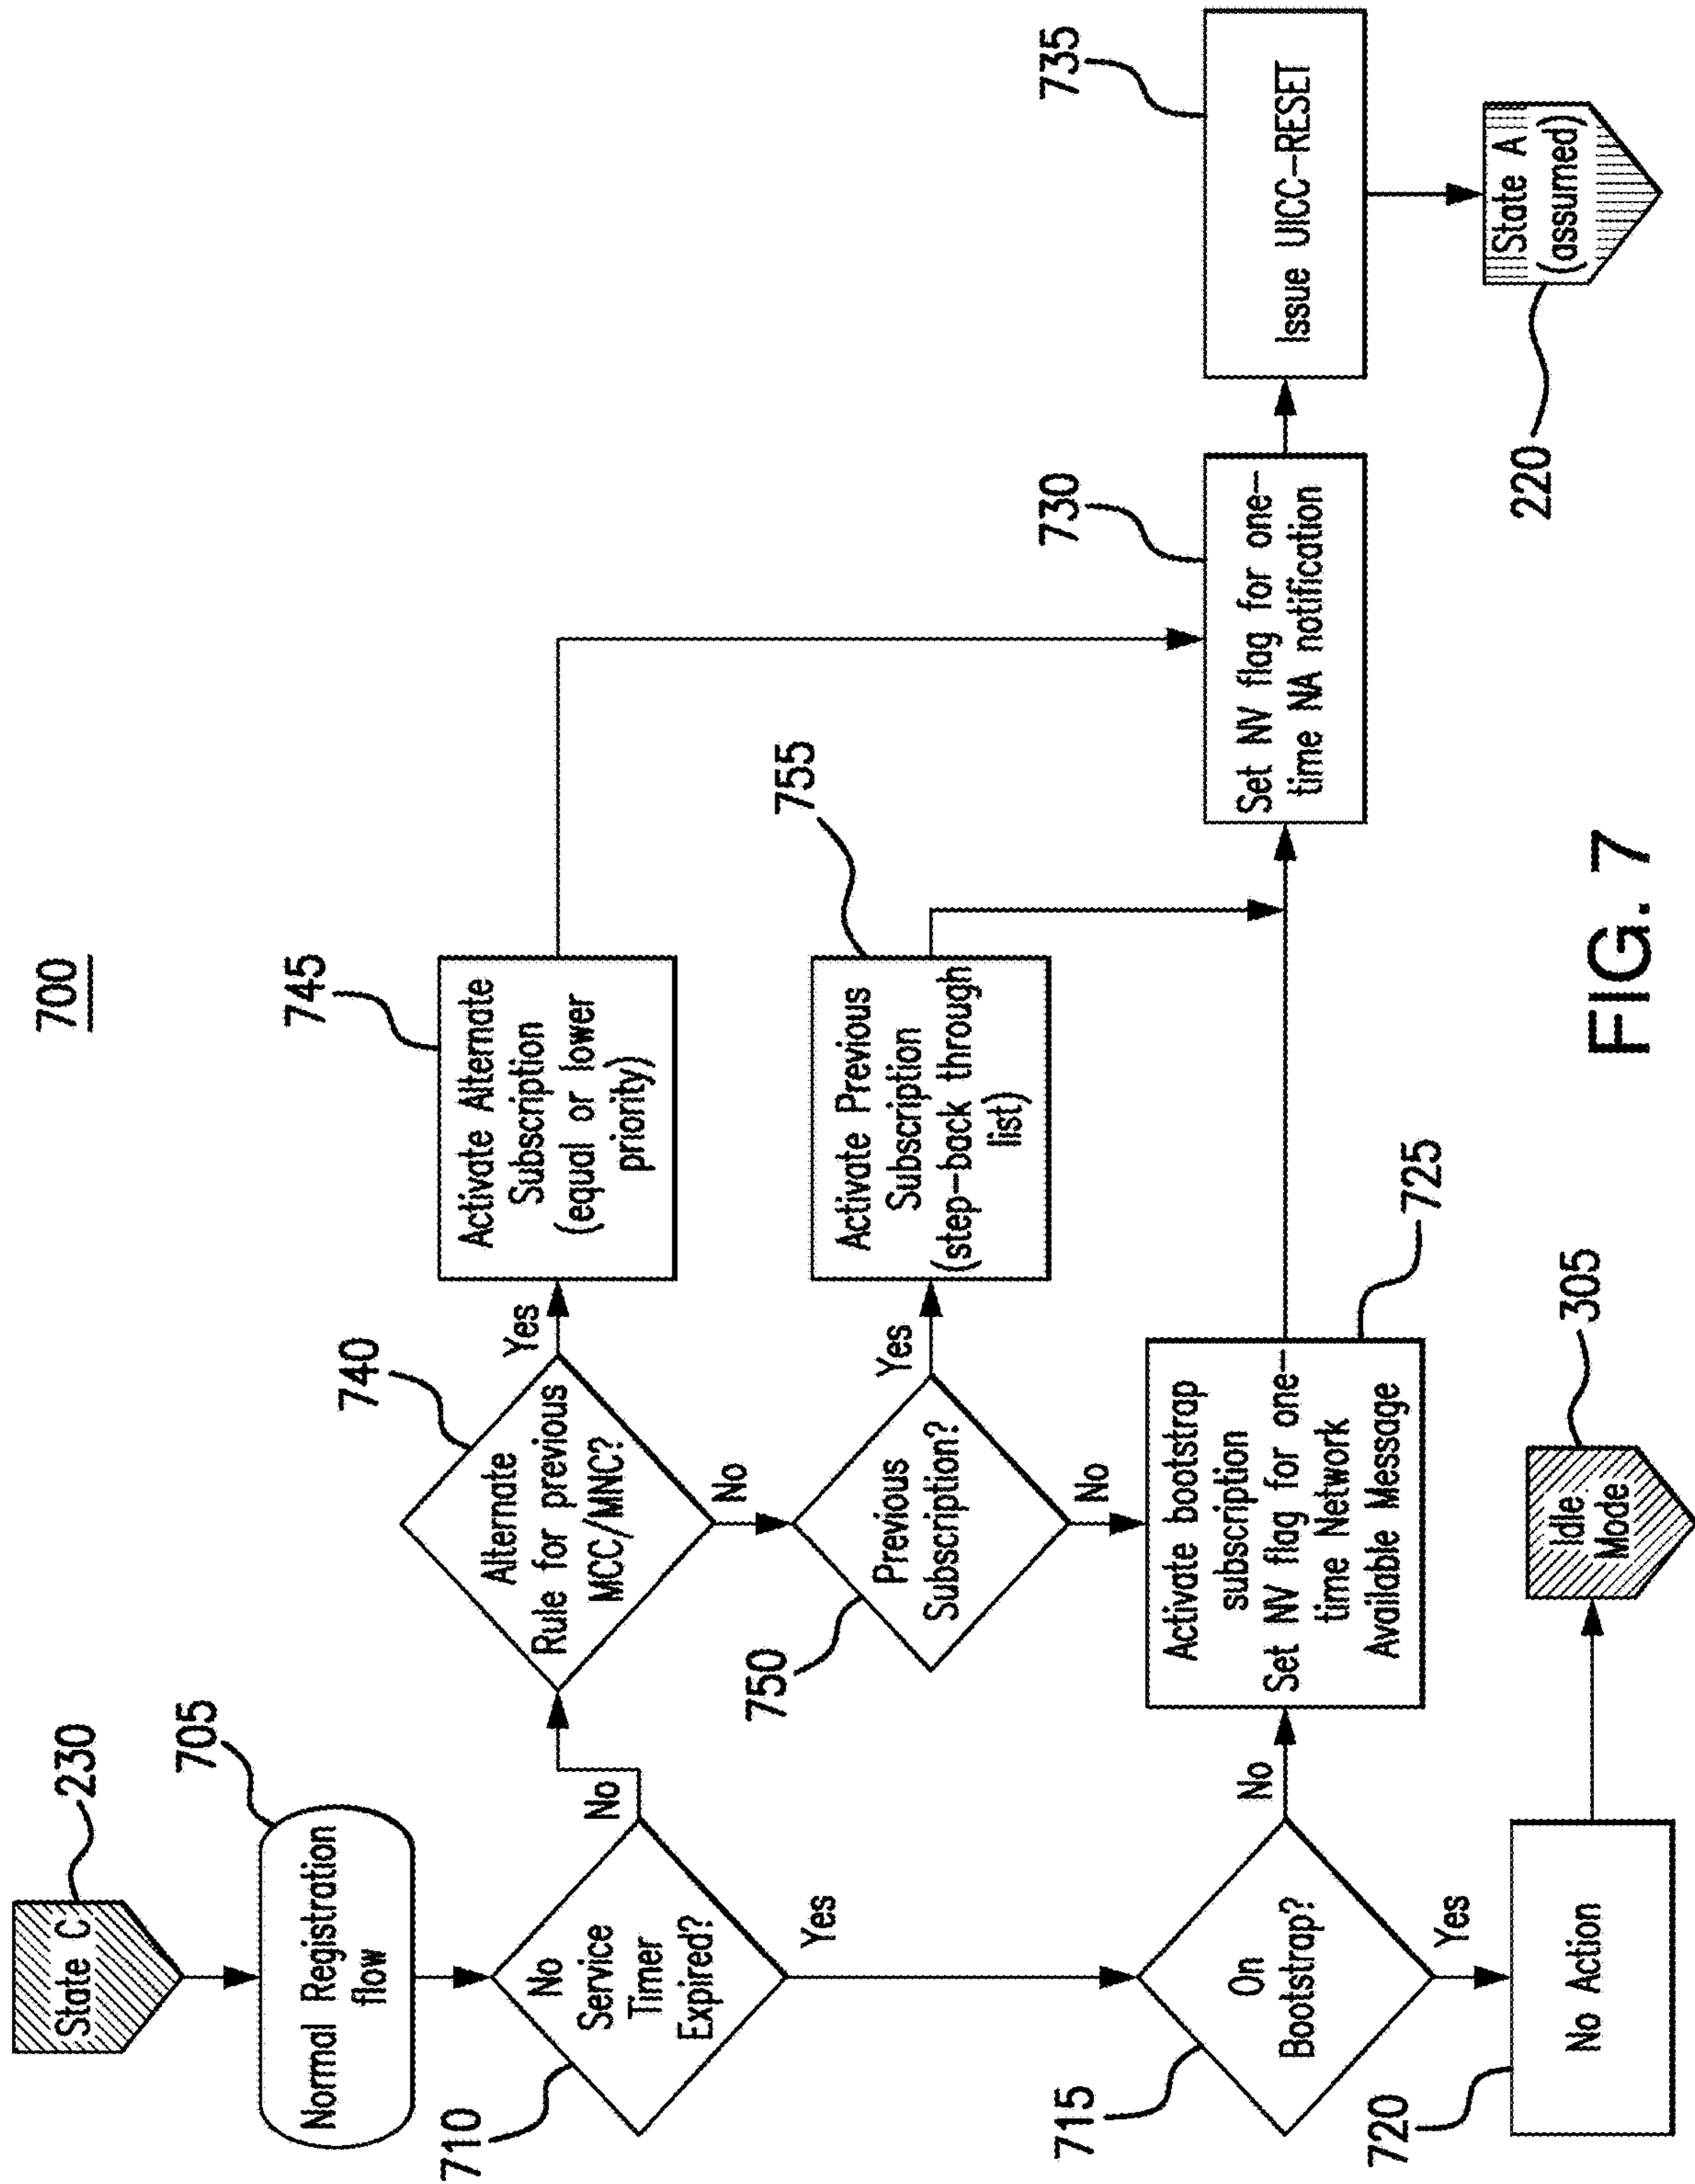 700
State C
230
Normal Registration
flow
705
No
Service
Timer
Expired?
710
No
Yes
Alternate
Rule for previous
MCC/MNC?
740
Yes
No
Activate Alternate
Subscription
(equal or lower
priority)
745
Previous
Subscription?
750
Yes
No
Activate Previous
Subscription
(step-back through
list)
755
On
Bootstrap?
715
No
Yes
Activate bootstrap
subscription
Set NV flag for one-
time Network
Available Message
725
Set NV flag for one-
time NA notification
730
Issue UICC-RESET
735
State A
(assumed)
220
No Action
720
Idle
Mode
305
FIG. 7